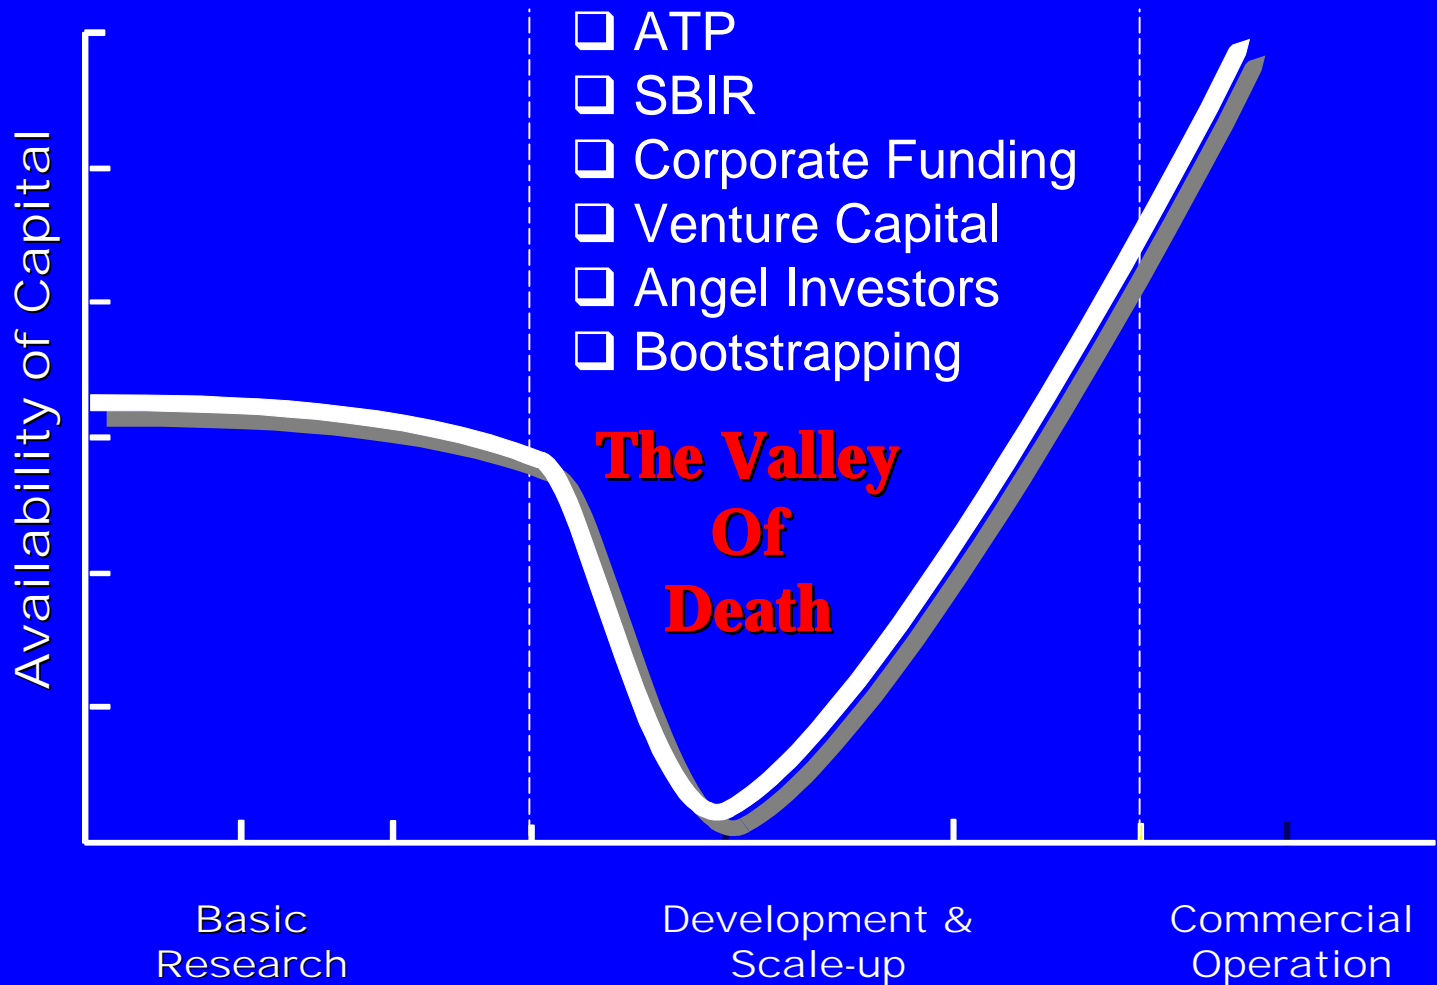 ATP
SBIR
Corporate Funding
Venture Capital
Angel Investors
Bootstrapping
Availability of Capital
The Valley
Of
Death
Basic
Research
Development &
Scale-up
Commercial
Operation